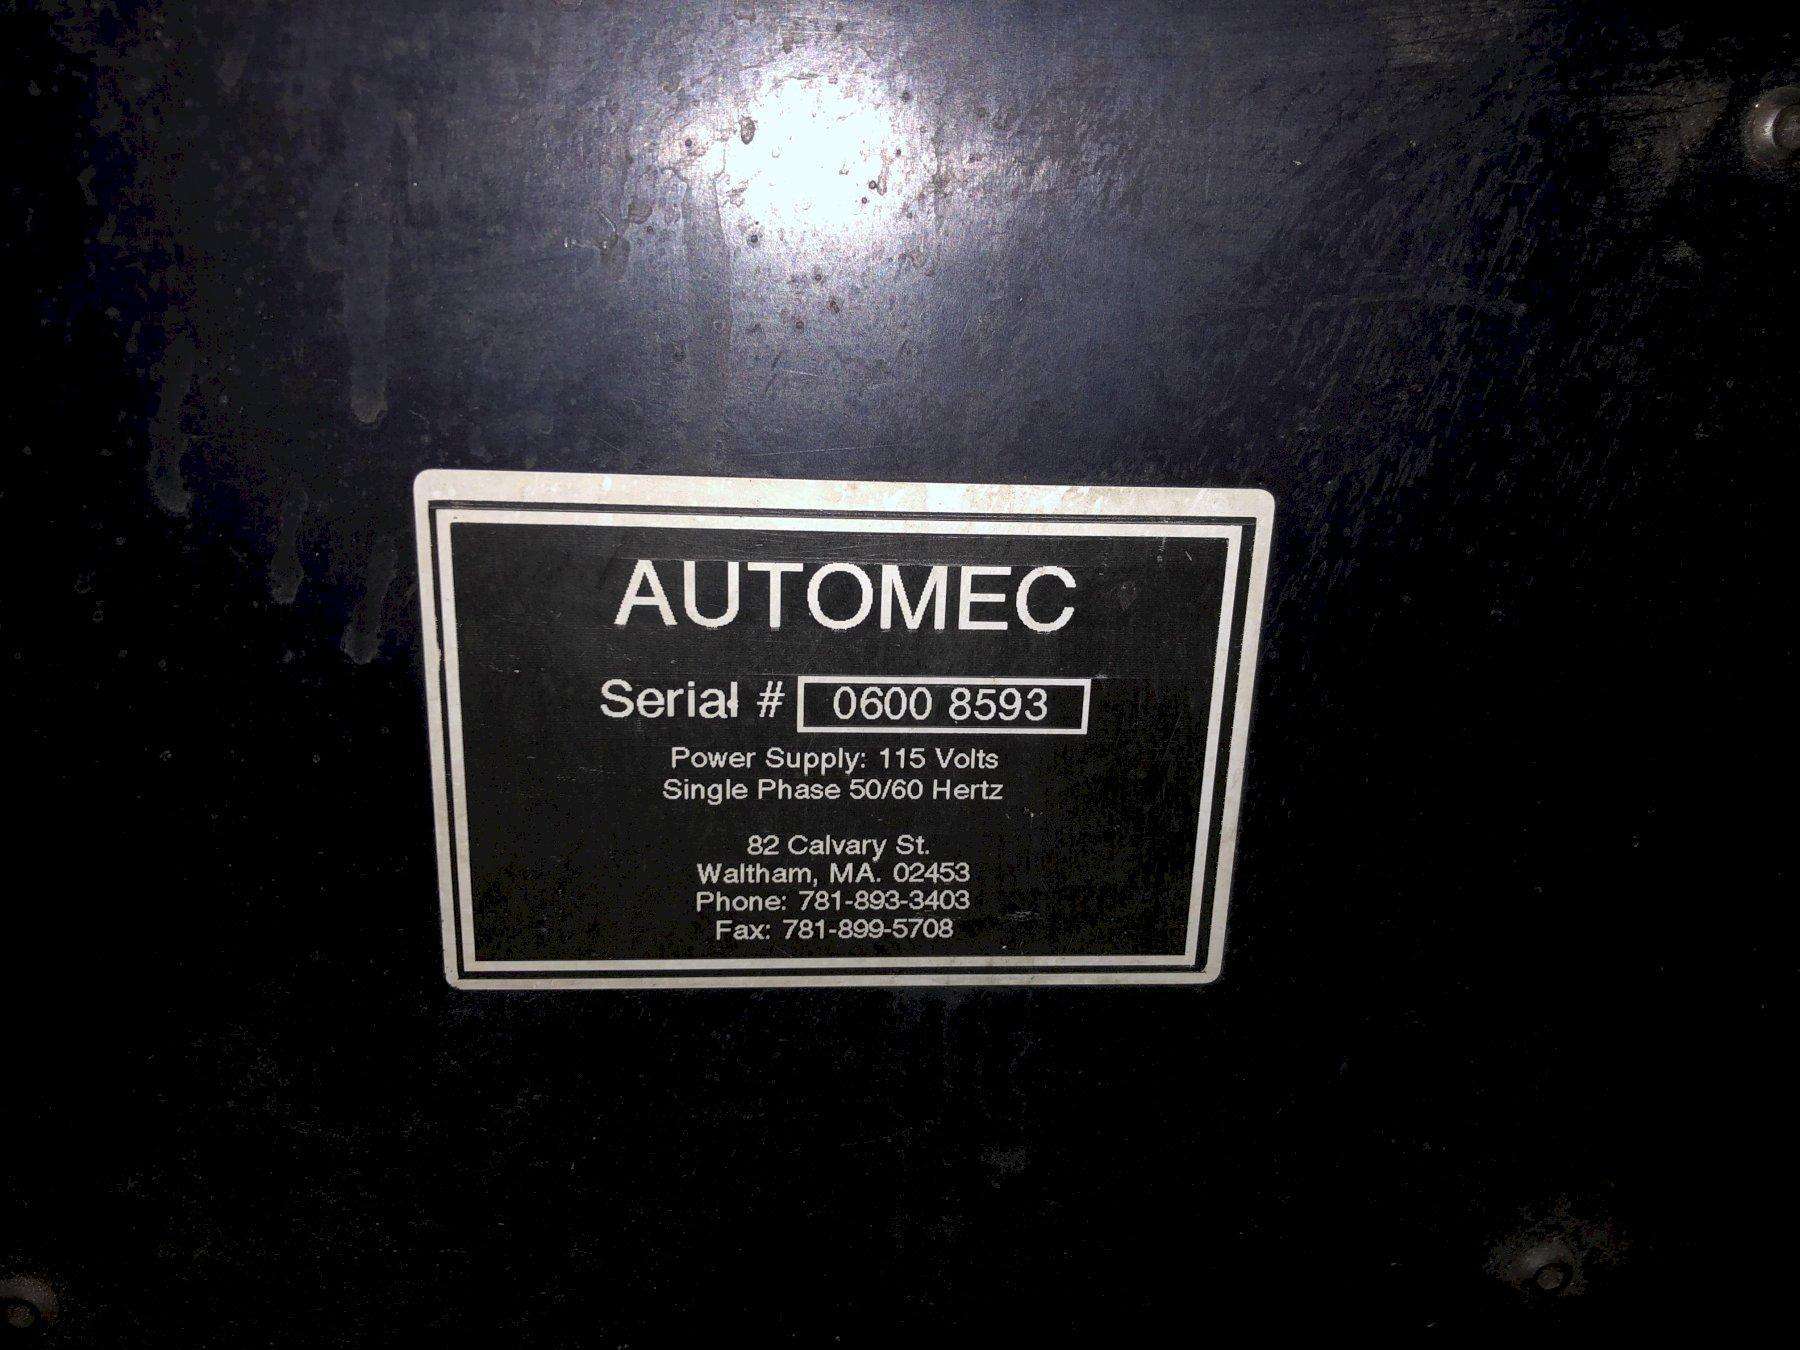 AUTOMEC
Serial # 0600 8593
Power Supply: 115 Volts
Single Phase 50/60 Hertz
82 Calvary St.
Waltham, MA. 02453
Phone: 781-893-3403
Fax: 781-899-5708